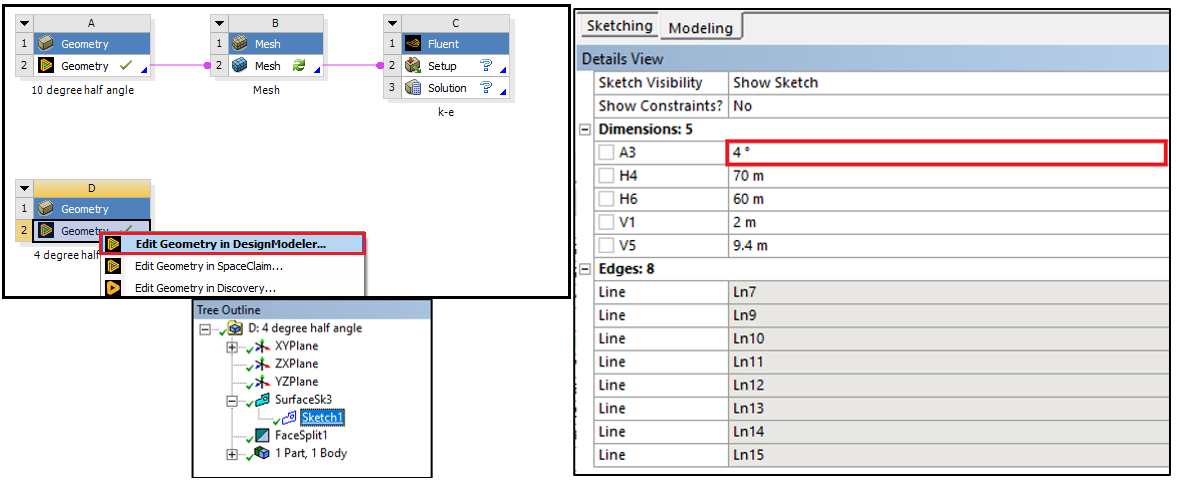 A
1 Geometry
2 Geometry
10 degree half angle
B
1 Mesh
2 Mesh
Mesh
C
1 Fluent
2 Setup ?
3 Solution ?
k-e
D
1 Geometry
2 Geometry
4 degree half
Edit Geometry in DesignModeler...
Edit Geometry in SpaceClaim...
Edit Geometry in Discovery...
Tree Outline
D: 4 degree half angle
XYPlane
ZXPlane
YZPlane
SurfaceSk3
Sketch1
FaceSplit1
1 Part, 1 Body
Sketching Modeling
Details View
Sketch Visibility Show Sketch
Show Constraints? No
Dimensions: 5
A3 4 °
H4 70 m
H6 60 m
V1 2 m
V5 9.4 m
Edges: 8
Line Ln7
Line Ln9
Line Ln10
Line Ln11
Line Ln12
Line Ln13
Line Ln14
Line Ln15